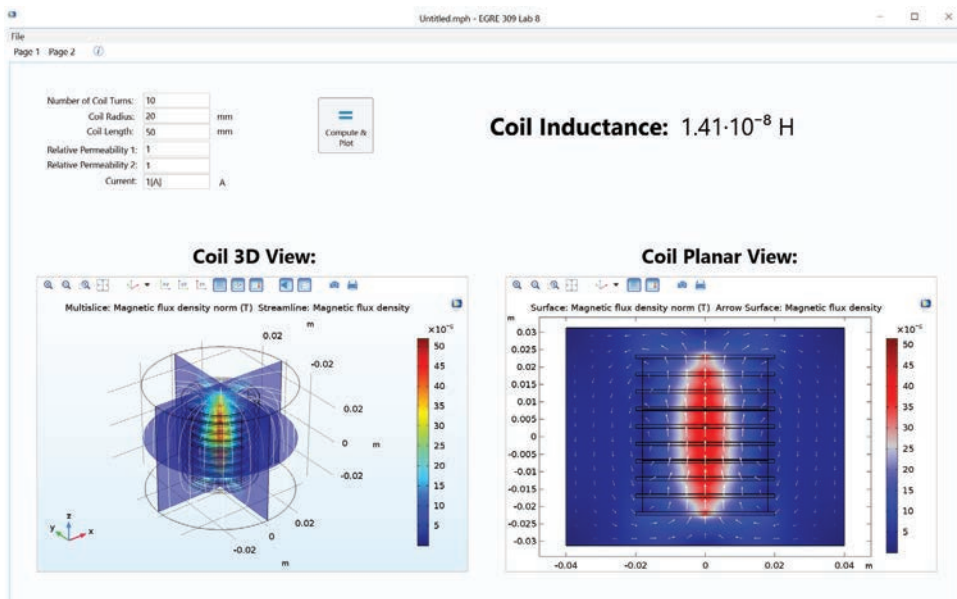 Untitled.mph - EGRE 309 Lab 8
File
Page 1 Page 2
Number of Coil Turns: 10
Coil Radius: 20 mm
Coil Length: 50 mm
Relative Permeability 1: 1
Relative Permeability 2: 1
Current: 1[A] A
=
Compute &
Plot
Coil Inductance: 1.41·10⁻⁸ H
Coil 3D View:
Multislice: Magnetic flux density norm (T) Streamline: Magnetic flux density
m
0.02
-0.02
0.02
0
m
-0.02
0.02
0
-0.02
m
z
y
x
×10⁻⁵
50
45
40
35
30
25
20
15
10
5
Coil Planar View:
Surface: Magnetic flux density norm (T) Arrow Surface: Magnetic flux density
m
0.03
0.025
0.02
0.015
0.01
0.005
0
-0.005
-0.01
-0.015
-0.02
-0.025
-0.03
-0.04 -0.02 0 0.02 0.04 m
×10⁻⁵
50
45
40
35
30
25
20
15
10
5